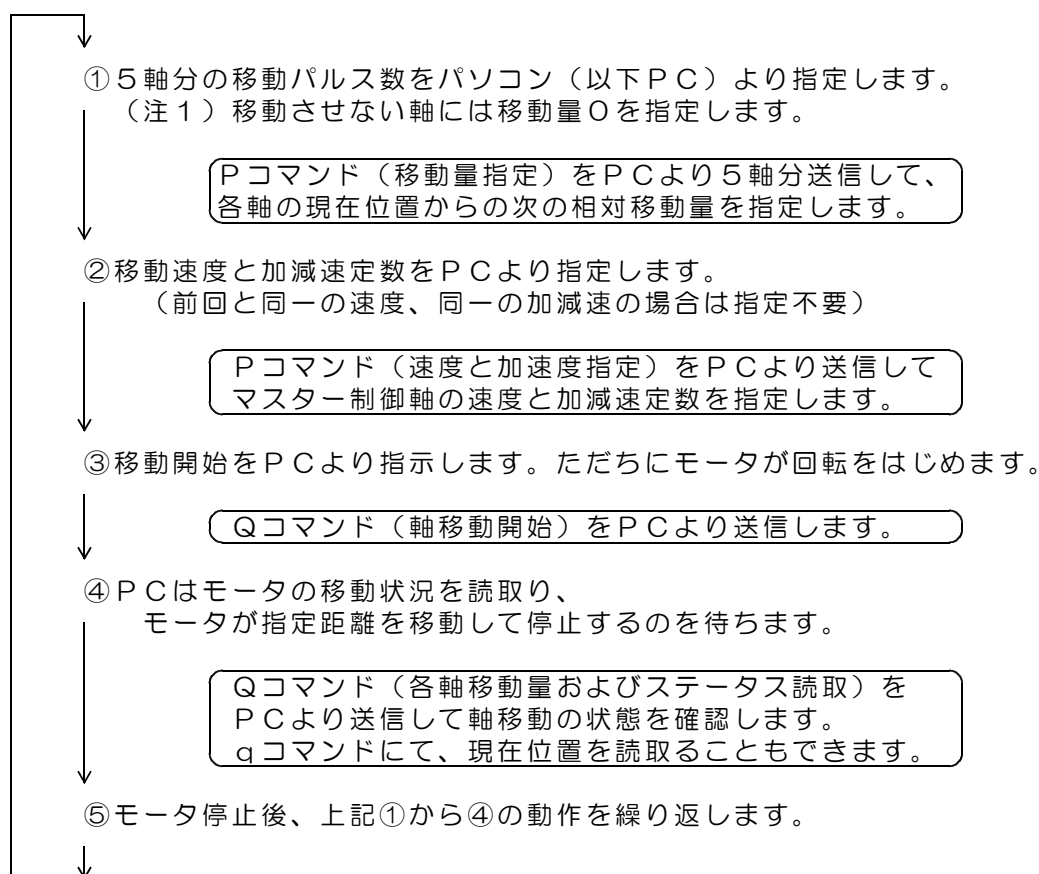 ①５軸分の移動パルス数をパソコン（以下ＰＣ）より指定します。
（注１）移動させない軸には移動量０を指定します。
Ｐコマンド（移動量指定）をＰＣより５軸分送信して、
各軸の現在位置からの次の相対移動量を指定します。
②移動速度と加減速定数をＰＣより指定します。
（前回と同一の速度、同一の加減速の場合は指定不要）
Ｐコマンド（速度と加速度指定）をＰＣより送信して
マスター制御軸の速度と加減速定数を指定します。
③移動開始をＰＣより指示します。ただちにモータが回転をはじめます。
Ｑコマンド（軸移動開始）をＰＣより送信します。
④ＰＣはモータの移動状況を読取り、
モータが指定距離を移動して停止するのを待ちます。
Ｑコマンド（各軸移動量およびステータス読取）を
ＰＣより送信して軸移動の状態を確認します。
ｑコマンドにて、現在位置を読取ることもできます。
⑤モータ停止後、上記①から④の動作を繰り返します。